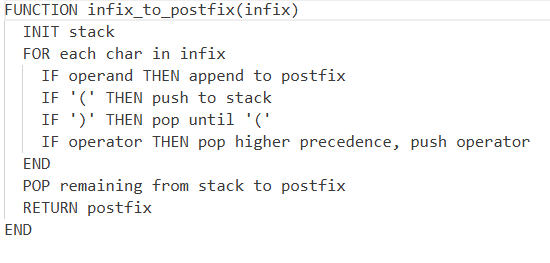 FUNCTION infix_to_postfix(infix)
  INIT stack
  FOR each char in infix
    IF operand THEN append to postfix
    IF '(' THEN push to stack
    IF ')' THEN pop until '('
    IF operator THEN pop higher precedence, push operator
  END
  POP remaining from stack to postfix
  RETURN postfix
END